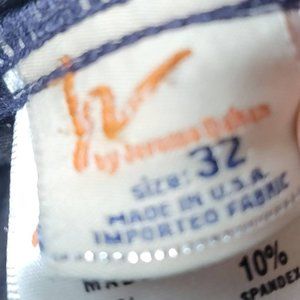 by Jerome Dahan
size: 32
MADE IN U.S.A.
IMPORTED FABRIC
10%
SPANDEX